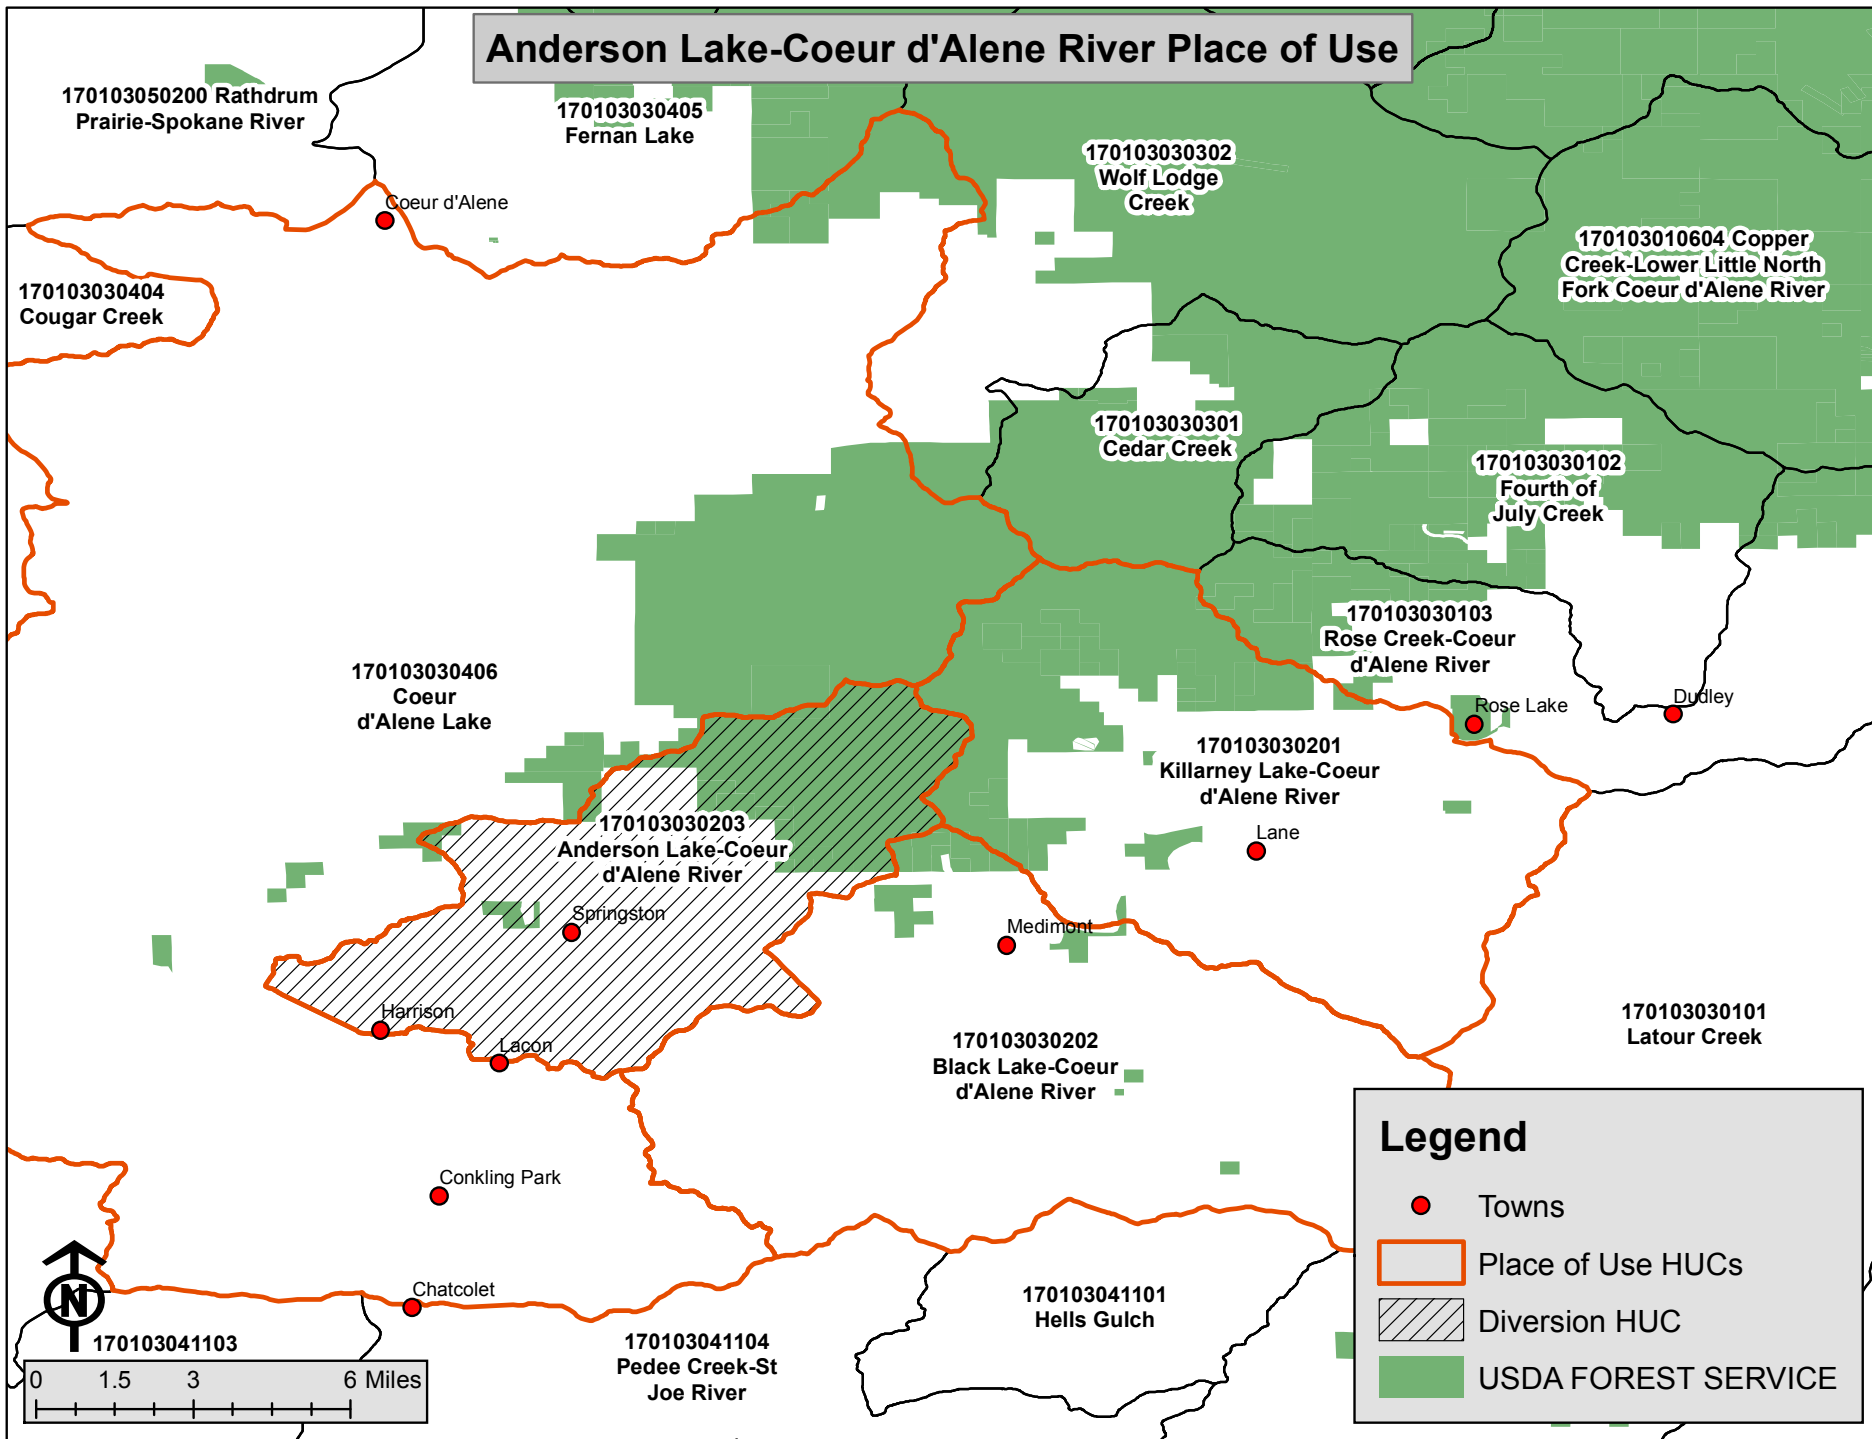 Anderson Lake-Coeur d'Alene River Place of Use
170103050200 Rathdrum
Prairie-Spokane River
170103030405
Fernan Lake
170103030302
Wolf Lodge
Creek
Coeur d'Alene
170103010604 Copper
Creek-Lower Little North
Fork Coeur d'Alene River
170103030404
Cougar Creek
170103030301
Cedar Creek
170103030102
Fourth of
July Creek
170103030103
Rose Creek-Coeur
d'Alene River
170103030406
Coeur
d'Alene Lake
Rose Lake
Dudley
170103030201
Killarney Lake-Coeur
d'Alene River
170103030203
Anderson Lake-Coeur
d'Alene River
Lane
Springston
Medimont
Harrison
Lacon
170103030202
Black Lake-Coeur
d'Alene River
170103030101
Latour Creek
Conkling Park
Chatcolet
170103041101
Hells Gulch
170103041103
170103041104
Pedee Creek-St
Joe River
N
0 1.5 3 6 Miles
Legend
Towns
Place of Use HUCs
Diversion HUC
USDA FOREST SERVICE